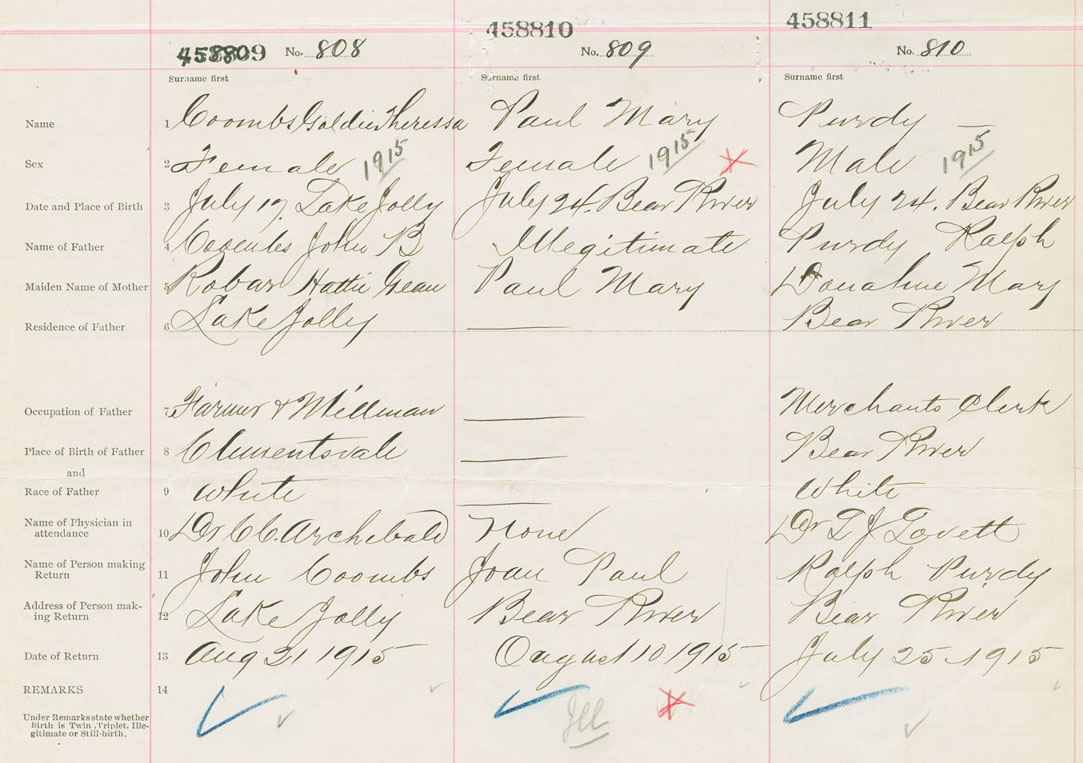 458809 No. 808
458810
No. 809
458811
No. 810
Surname first Surname first Surname first
Name 1 Coombs Goldie Theressa Paul Mary Purdy —
Sex 2 Female 1915 Female 1915 Male 1915
Date and Place of Birth 3 July 17, Lake Jolly July 24. Bear River July 24. Bear River
Name of Father 4 Coombs John B Illegitimate Purdy Ralph
Maiden Name of Mother 5 Robar Hattie Paul Mary Mary
Residence of Father 6 Lake Jolly — Bear River
Occupation of Father 7 Farmer & Millman — Merchants Clerk
Place of Birth of Father 8 Clementsvale — Bear River
and
Race of Father 9 White — White
Name of Physician in
attendance 10 Dr C C Archibald None Dr L J Lovett
Name of Person making
Return 11 John Coombs Joan Paul Ralph Purdy
Address of Person mak-
ing Return 12 Lake Jolly Bear River Bear River
Date of Return 13 Aug 21 1915 August 10 1915 July 25 1915
REMARKS 14
Under Remarks state whether
Birth is Twin, Triplet, Ille-
gitimate or Still-birth.
Ill